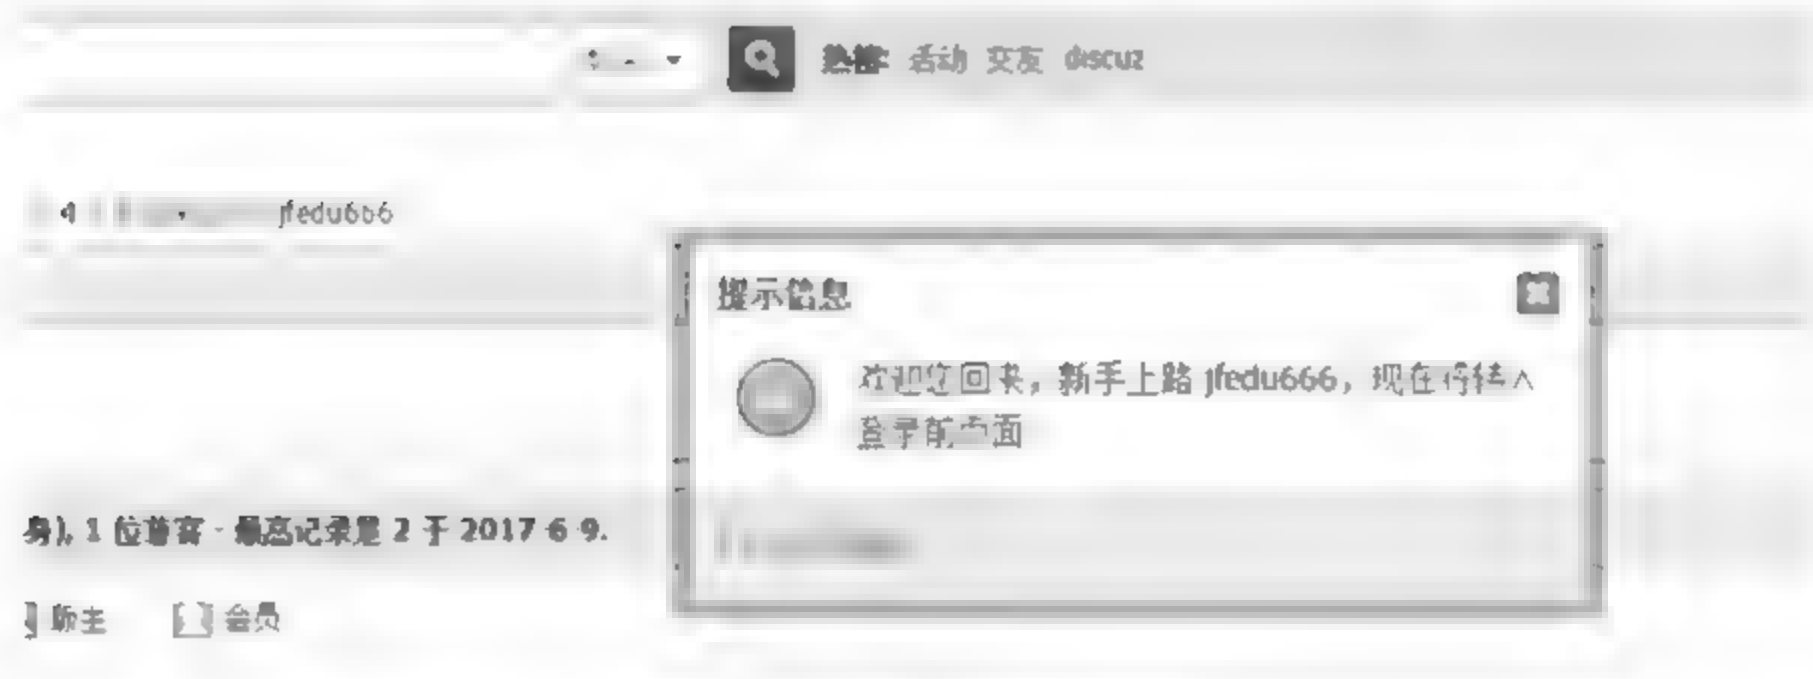 热搜: 活动 交友 discuz
jfedu666
提示信息
欢迎您回来，新手上路 jfedu666，现在将转入
登录前页面
身), 1 位游客 - 最高记录是 2 于 2017-6-9.
版主 会员